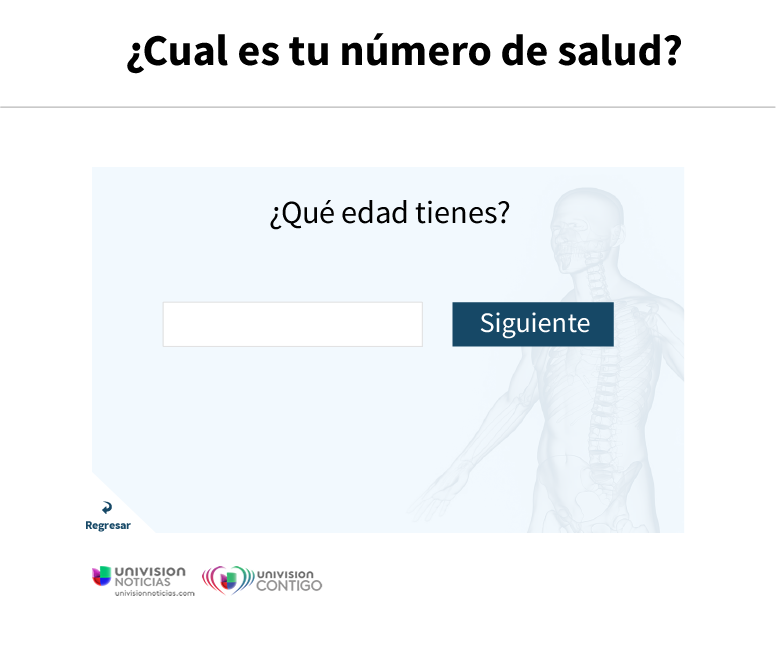 ¿Cual es tu número de salud?
¿Qué edad tienes?
Siguiente
Regresar
UNIVISION
NOTICIAS
univisionnoticias.com
UNIVISION
CONTIGO